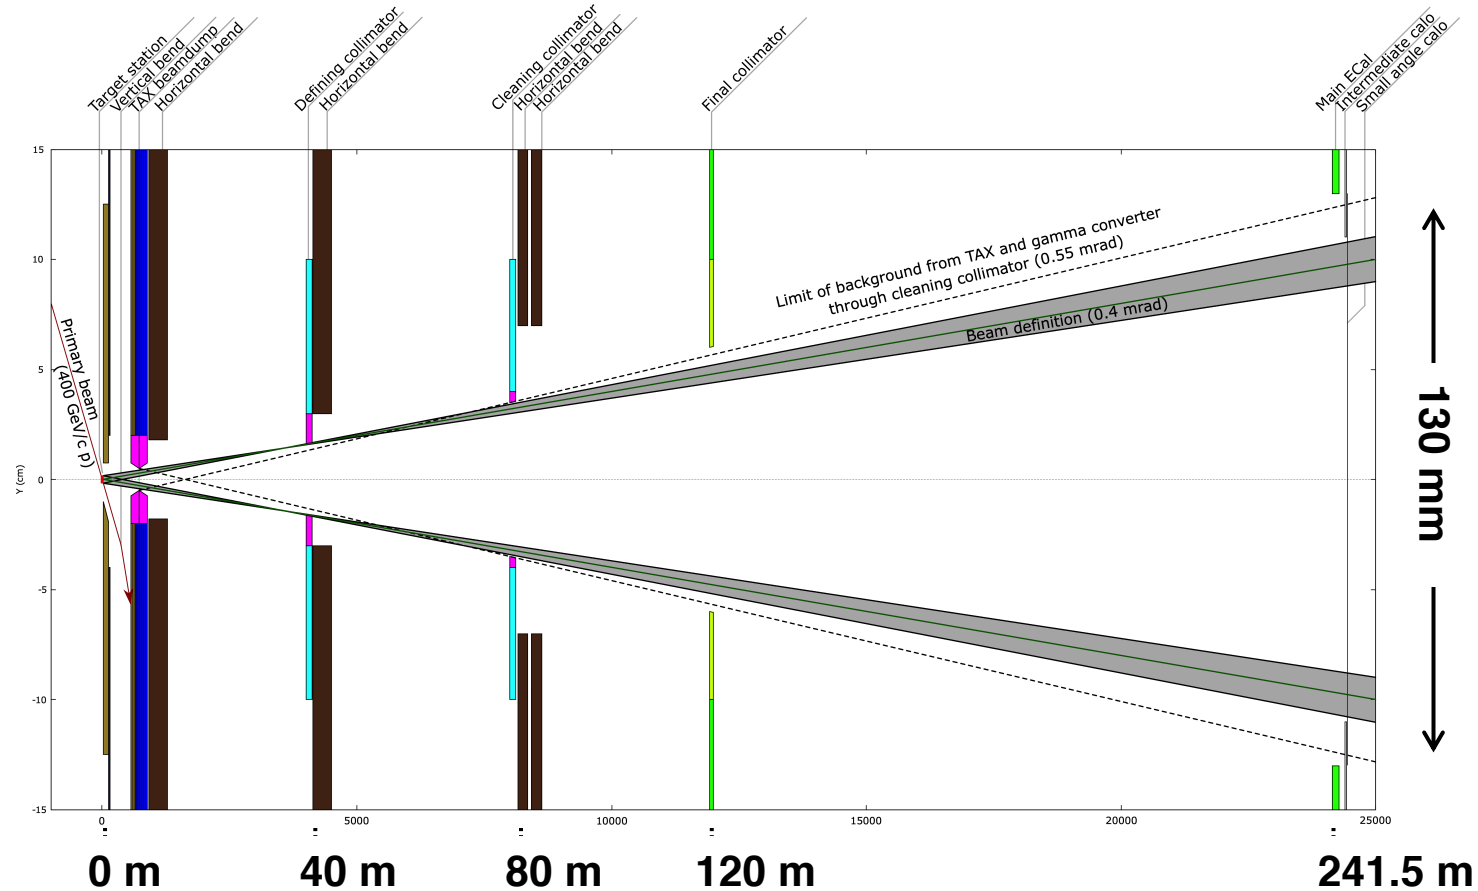 Target station
Vertical bend
TAX beamdump
Horizontal bend
Defining collimator
Horizontal bend
Cleaning collimator
Horizontal bend
Horizontal bend
Final collimator
Main ECal
Intermediate calo
Small angle calo
15
10
5
0
-5
-10
-15
Y (cm)
Primary beam
(400 GeV/c p)
Limit of background from TAX and gamma converter
through cleaning collimator (0.55 mrad)
Beam definition (0.4 mrad)
130 mm
0
5000
10000
15000
20000
25000
0 m
40 m
80 m
120 m
241.5 m